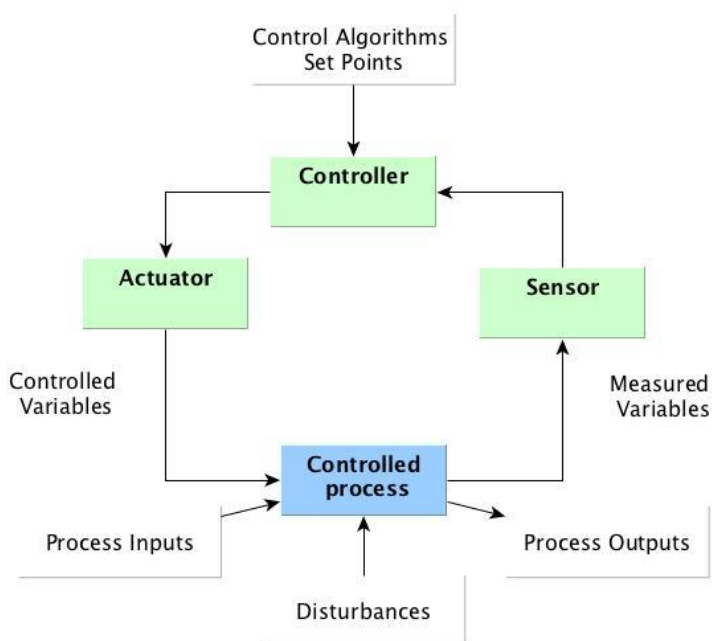 Control Algorithms
Set Points
Controller
Actuator
Sensor
Controlled
Variables
Measured
Variables
Controlled
process
Process Inputs
Process Outputs
Disturbances